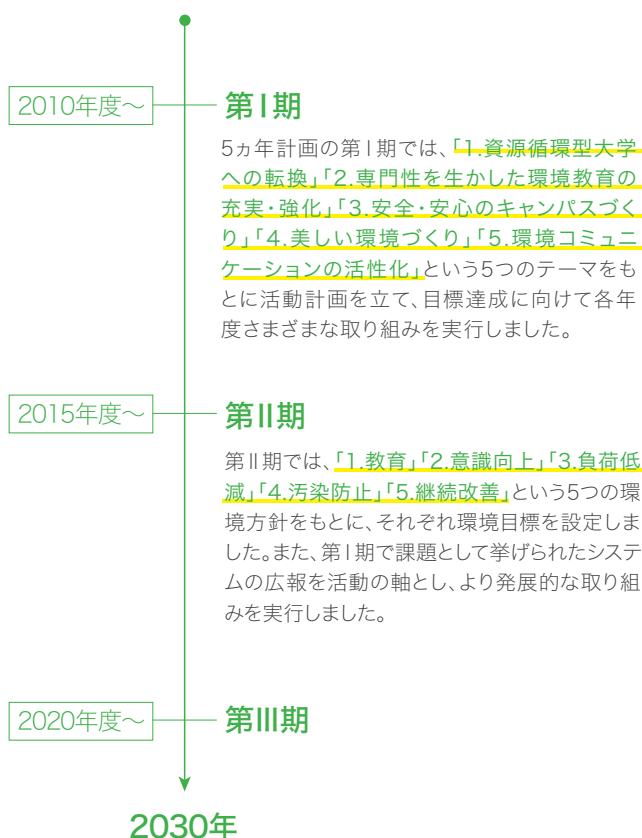 2010年度～
第Ⅰ期
5ヵ年計画の第Ⅰ期では、「1.資源循環型大学
への転換」「2.専門性を生かした環境教育の
充実・強化」「3.安全・安心のキャンパスづく
り」「4.美しい環境づくり」「5.環境コミュニ
ケーションの活性化」という5つのテーマをも
とに活動計画を立て、目標達成に向けて各年
度さまざまな取り組みを実行しました。
2015年度～
第Ⅱ期
第Ⅱ期では、「1.教育」「2.意識向上」「3.負荷低
減」「4.汚染防止」「5.継続改善」という5つの環
境方針をもとに、それぞれ環境目標を設定しま
した。また、第Ⅰ期で課題として挙げられたシステ
ムの広報を活動の軸とし、より発展的な取り組
みを実行しました。
2020年度～
第Ⅲ期
2030年